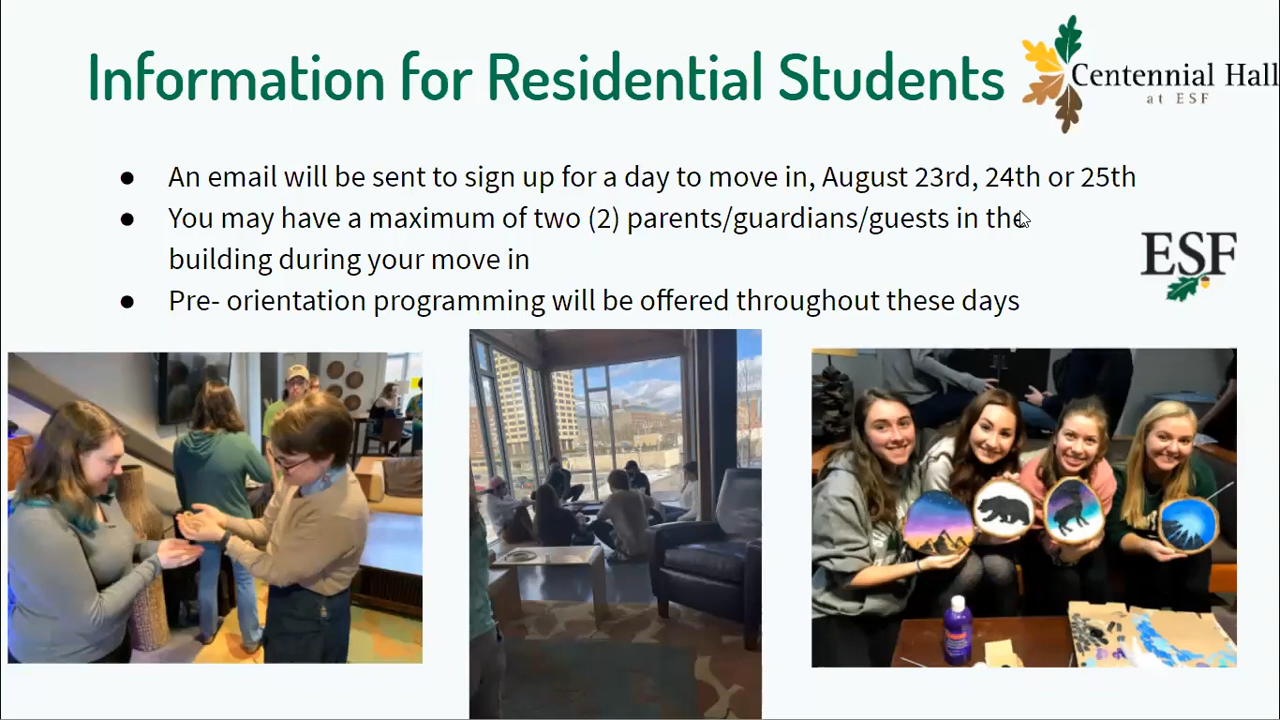 Information for Residential Students
Centennial Hall
at ESF
● An email will be sent to sign up for a day to move in, August 23rd, 24th or 25th
● You may have a maximum of two (2) parents/guardians/guests in the
building during your move in
ESF
● Pre- orientation programming will be offered throughout these days